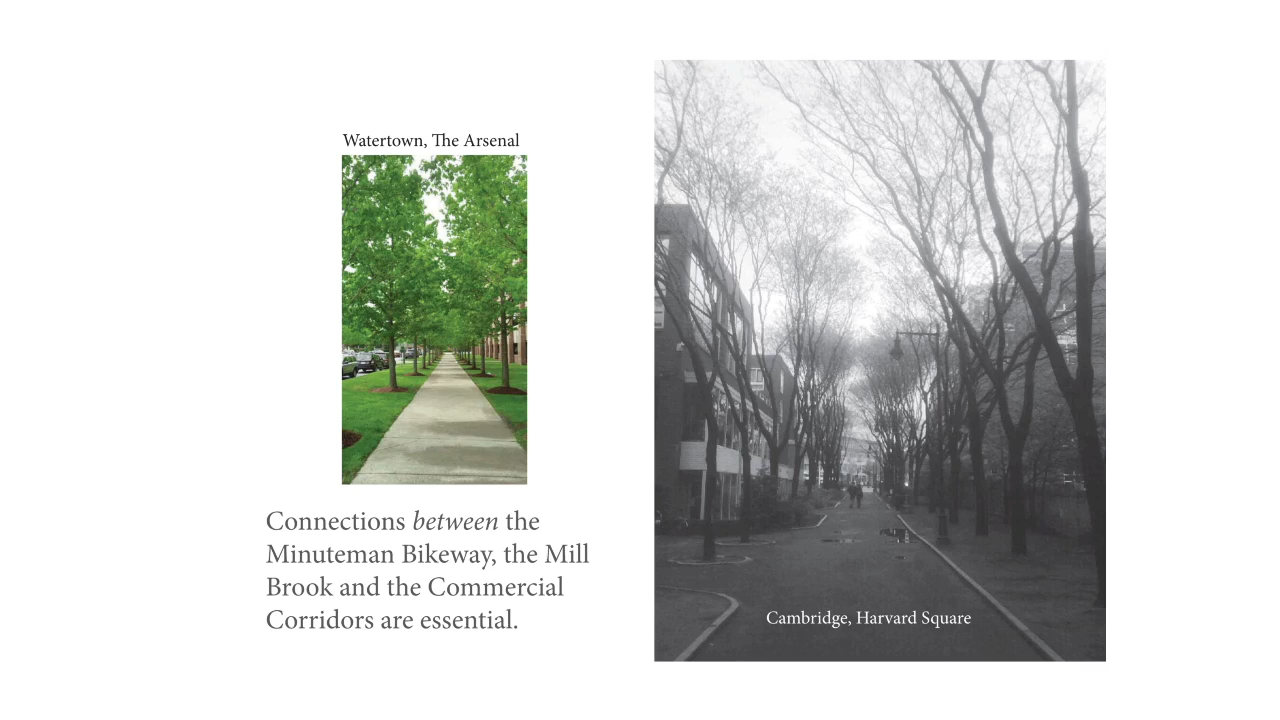 Watertown, The Arsenal
Connections between the
Minuteman Bikeway, the Mill
Brook and the Commercial
Corridors are essential.
Cambridge, Harvard Square